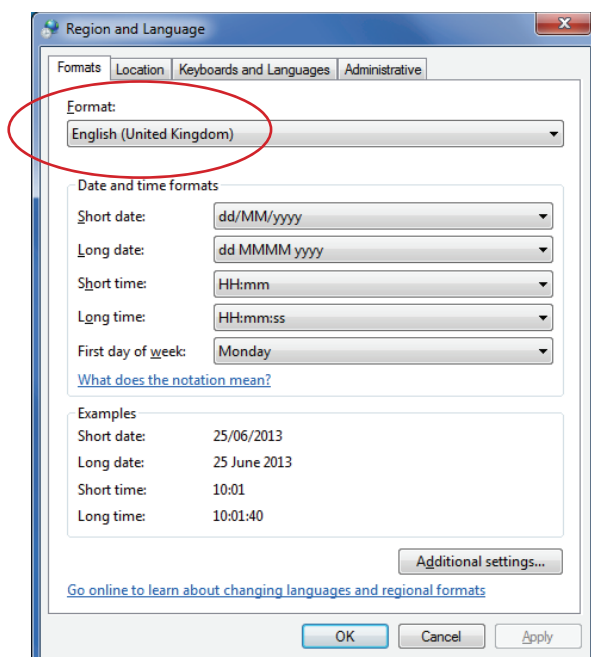 Region and Language
Formats Location Keyboards and Languages Administrative
Format:
English (United Kingdom)
Date and time formats
Short date: dd/MM/yyyy
Long date: dd MMMM yyyy
Short time: HH:mm
Long time: HH:mm:ss
First day of week: Monday
What does the notation mean?
Examples
Short date: 25/06/2013
Long date: 25 June 2013
Short time: 10:01
Long time: 10:01:40
Additional settings...
Go online to learn about changing languages and regional formats
OK Cancel Apply